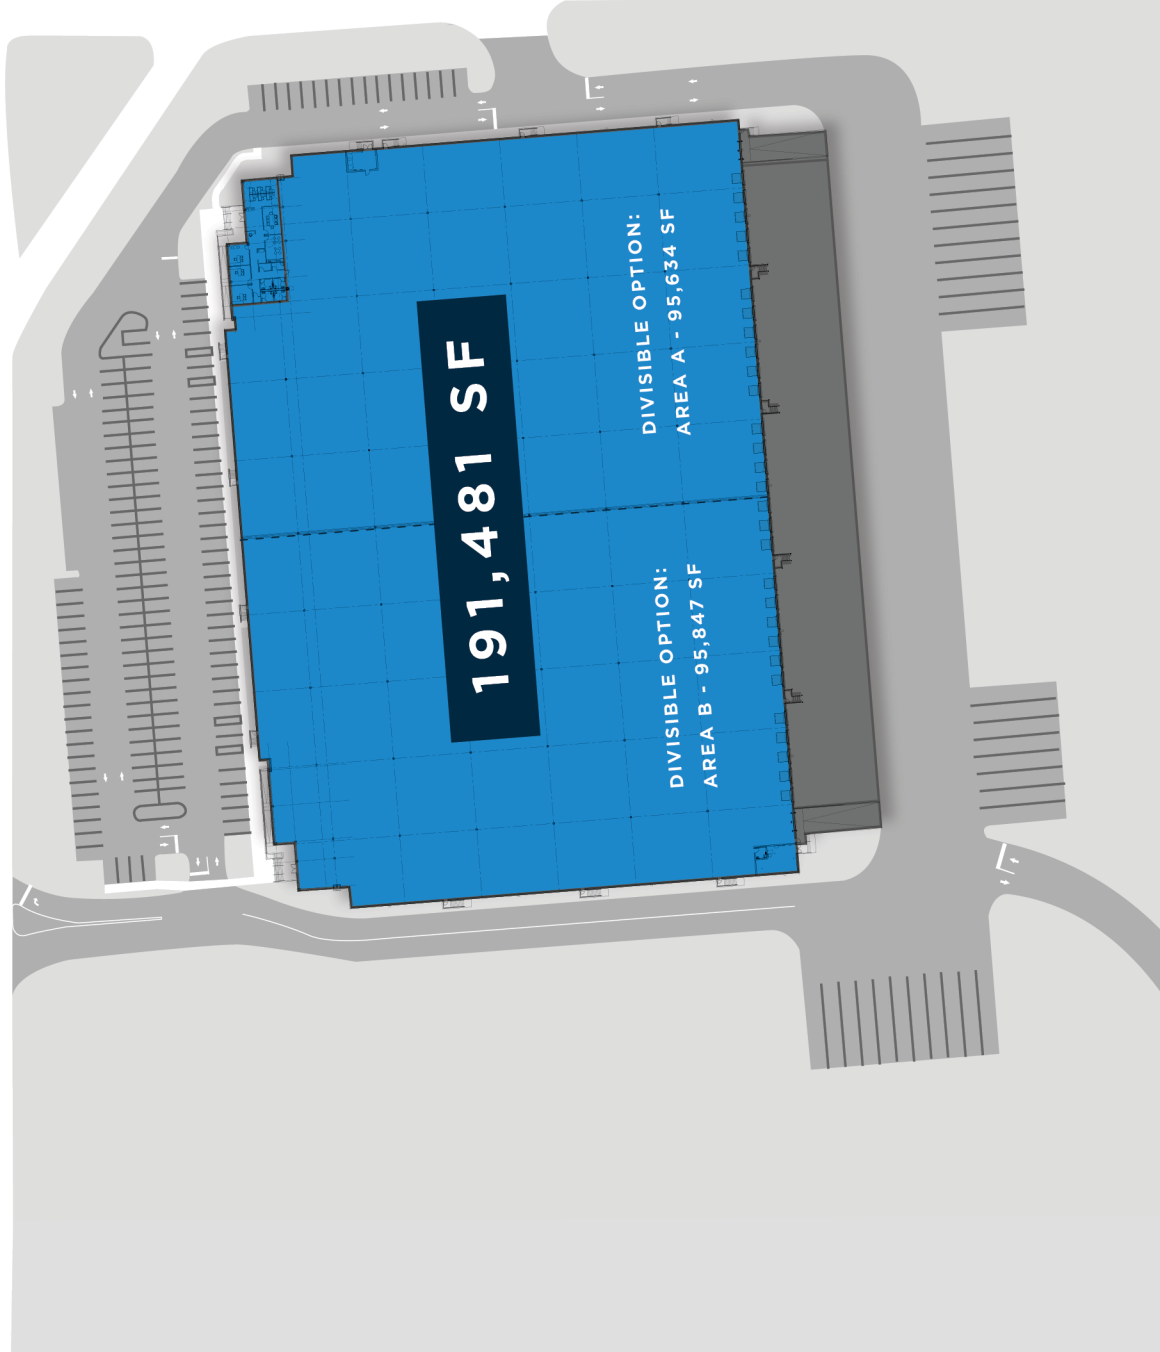 191,481 SF
DIVISIBLE OPTION:
AREA A - 95,634 SF
DIVISIBLE OPTION:
AREA B - 95,847 SF